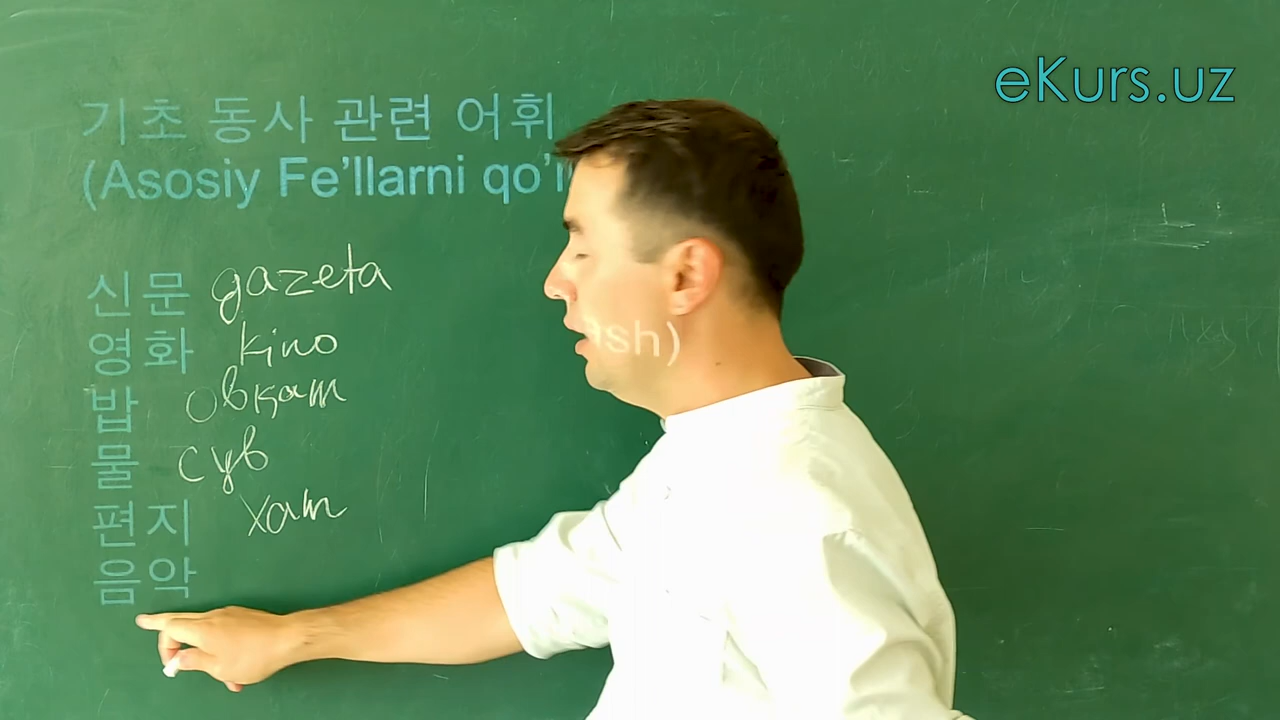 eKurs.uz
기초 동사 관련 어휘
(Asosiy Fe’llarni
신문 gazeta
영화 kino
밥 овқат
물 сув
편지 хат
음악